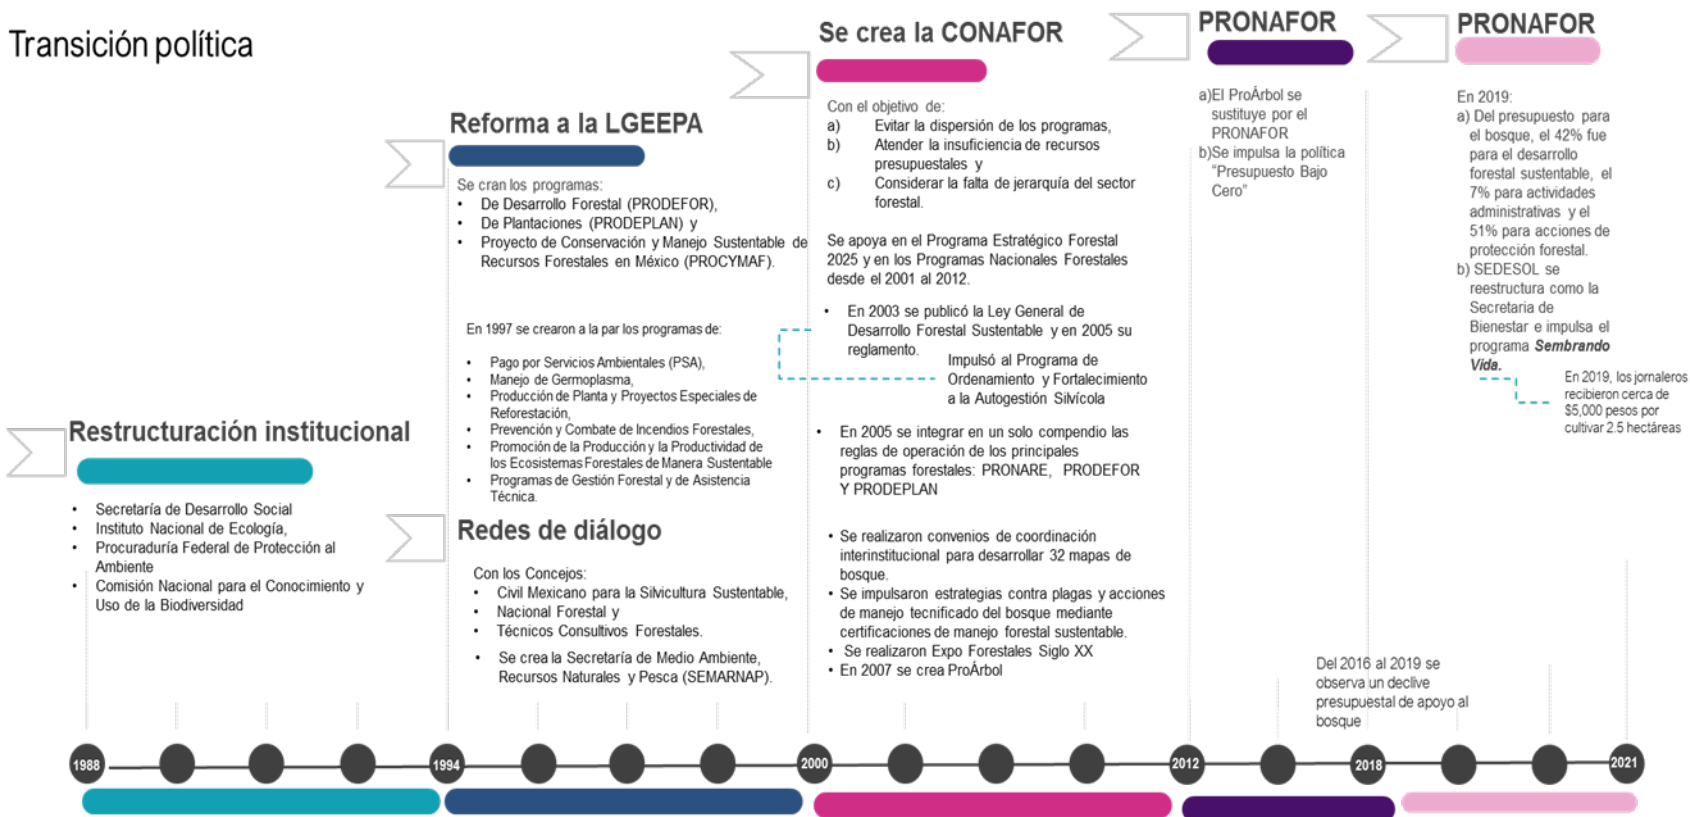 Transición política
Restructuración institucional
• Secretaría de Desarrollo Social
• Instituto Nacional de Ecología,
• Procuraduría Federal de Protección al
Ambiente
• Comisión Nacional para el Conocimiento y
Uso de la Biodiversidad
Reforma a la LGEEPA
Se cran los programas:
• De Desarrollo Forestal (PRODEFOR),
• De Plantaciones (PRODEPLAN) y
• Proyecto de Conservación y Manejo Sustentable de
Recursos Forestales en México (PROCYMAF).
En 1997 se crearon a la par los programas de:
• Pago por Servicios Ambientales (PSA),
• Manejo de Germoplasma,
• Producción de Planta y Proyectos Especiales de
Reforestación,
• Prevención y Combate de Incendios Forestales,
• Promoción de la Producción y la Productividad de
los Ecosistemas Forestales de Manera Sustentable
• Programas de Gestión Forestal y de Asistencia
Técnica.
Redes de diálogo
Con los Concejos:
• Civil Mexicano para la Silvicultura Sustentable,
• Nacional Forestal y
• Técnicos Consultivos Forestales.
• Se crea la Secretaría de Medio Ambiente,
Recursos Naturales y Pesca (SEMARNAP).
Se crea la CONAFOR
Con el objetivo de:
a) Evitar la dispersión de los programas,
b) Atender la insuficiencia de recursos
presupuestales y
c) Considerar la falta de jerarquía del sector
forestal.
Se apoya en el Programa Estratégico Forestal
2025 y en los Programas Nacionales Forestales
desde el 2001 al 2012.
• En 2003 se publicó la Ley General de
Desarrollo Forestal Sustentable y en 2005 su
reglamento.
Impulsó al Programa de
Ordenamiento y Fortalecimiento
a la Autogestión Silvícola
• En 2005 se integrar en un solo compendio las
reglas de operación de los principales
programas forestales: PRONARE, PRODEFOR
Y PRODEPLAN
• Se realizaron convenios de coordinación
interinstitucional para desarrollar 32 mapas de
bosque.
• Se impulsaron estrategias contra plagas y acciones
de manejo tecnificado del bosque mediante
certificaciones de manejo forestal sustentable.
• Se realizaron Expo Forestales Siglo XX
• En 2007 se crea ProÁrbol
PRONAFOR
a)El ProÁrbol se
sustituye por el
PRONAFOR
b)Se impulsa la política
“Presupuesto Bajo
Cero”
PRONAFOR
En 2019:
a) Del presupuesto para
el bosque, el 42% fue
para el desarrollo
forestal sustentable, el
7% para actividades
administrativas y el
51% para acciones de
protección forestal.
b) SEDESOL se
reestructura como la
Secretaria de
Bienestar e impulsa el
programa Sembrando
Vida.
En 2019, los jornaleros
recibieron cerca de
$5,000 pesos por
cultivar 2.5 hectáreas
Del 2016 al 2019 se
observa un declive
presupuestal de apoyo al
bosque
1988
1994
2000
2012
2018
2021